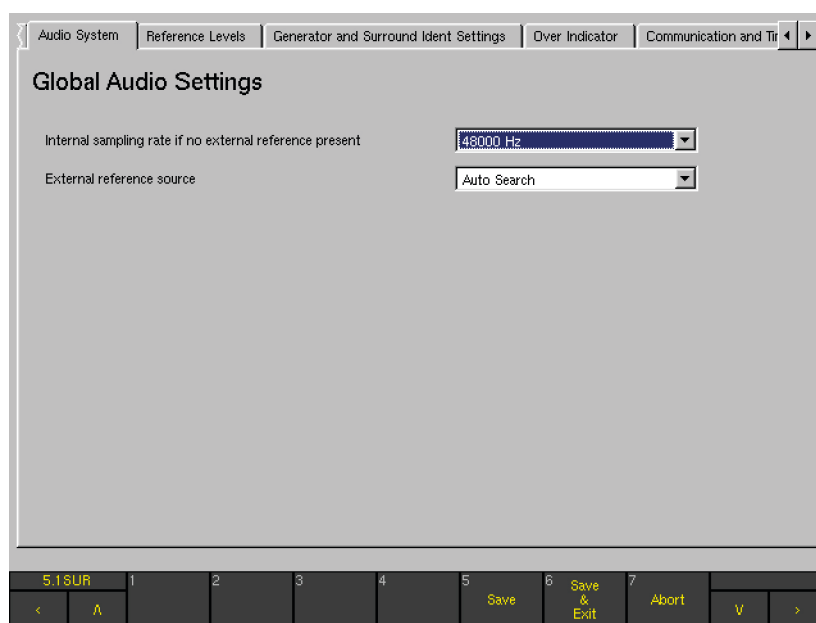 Audio System
Reference Levels
Generator and Surround Ident Settings
Over Indicator
Communication and Tir
Global Audio Settings
Internal sampling rate if no external reference present
48000 Hz
External reference source
Auto Search
5.1SUR
1
2
3
4
5
Save
6
Save
&
Exit
7
Abort
<
Λ
V
>